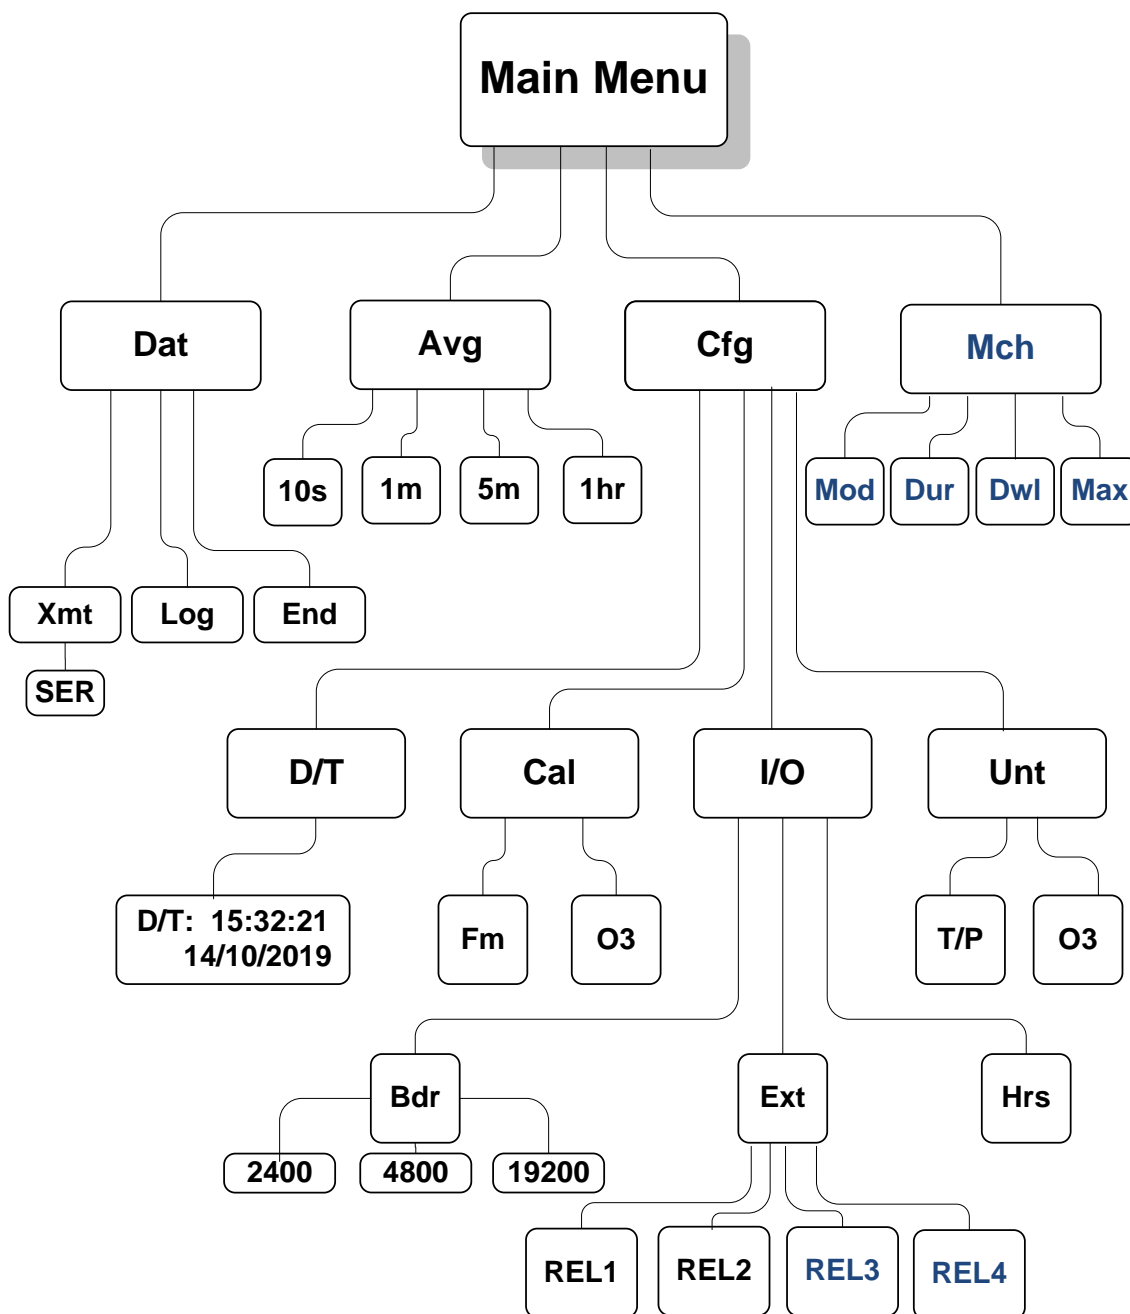 Main Menu
Dat
Avg
Cfg
Mch
10s
1m
5m
1hr
Mod
Dur
Dwl
Max
Xmt
Log
End
SER
D/T
Cal
I/O
Unt
D/T:  15:32:21
14/10/2019
Fm
O3
T/P
O3
Bdr
Ext
Hrs
2400
4800
19200
REL1
REL2
REL3
REL4